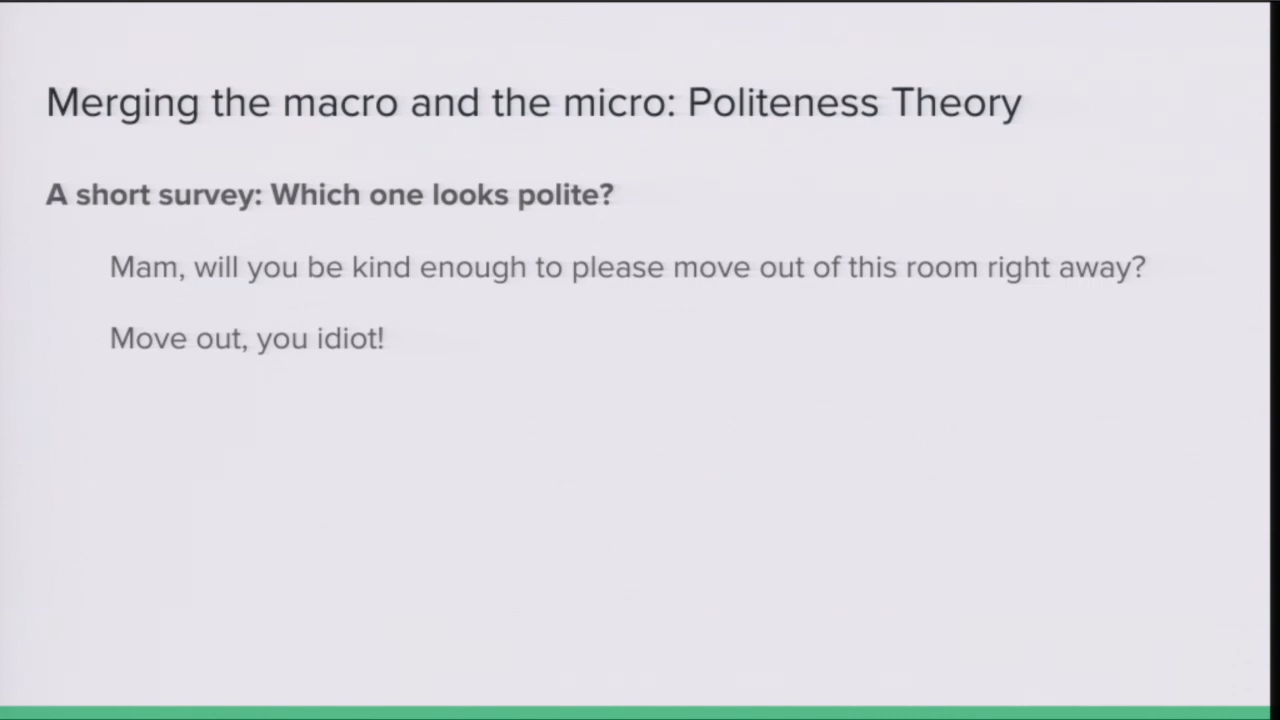 Merging the macro and the micro: Politeness Theory
A short survey: Which one looks polite?
Mam, will you be kind enough to please move out of this room right away?
Move out, you idiot!